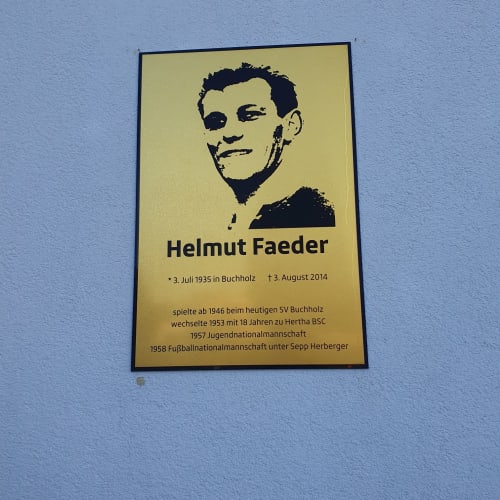 Helmut Faeder
* 3. Juli 1935 in Buchholz † 3. August 2014
spielte ab 1946 beim heutigen SV Buchholz
wechselte 1953 mit 18 Jahren zu Hertha BSC
1957 Jugendnationalmannschaft
1958 Fußballnationalmannschaft unter Sepp Herberger